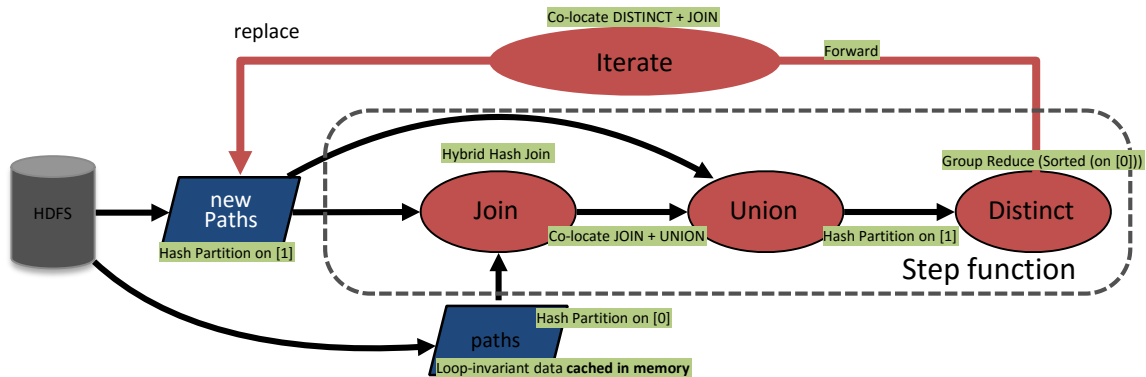 Co-locate DISTINCT + JOIN
replace
Iterate
Forward
Hybrid Hash Join
Group Reduce (Sorted (on [0]))
HDFS
new
Paths
Join
Union
Distinct
Hash Partition on [1]
Co-locate JOIN + UNION
Hash Partition on [1]
Step function
Hash Partition on [0]
paths
Loop-invariant data cached in memory